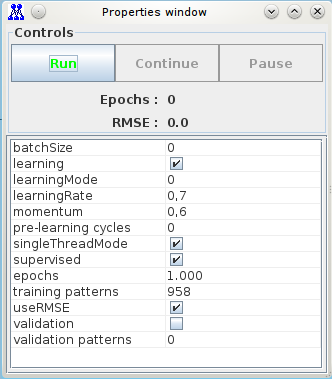 Properties window
Controls
Run Continue Pause
Epochs : 0
RMSE : 0.0
batchSize 0
learning
learningMode 0
learningRate 0,7
momentum 0,6
pre-learning cycles 0
singleThreadMode
supervised
epochs 1.000
training patterns 958
useRMSE
validation
validation patterns 0